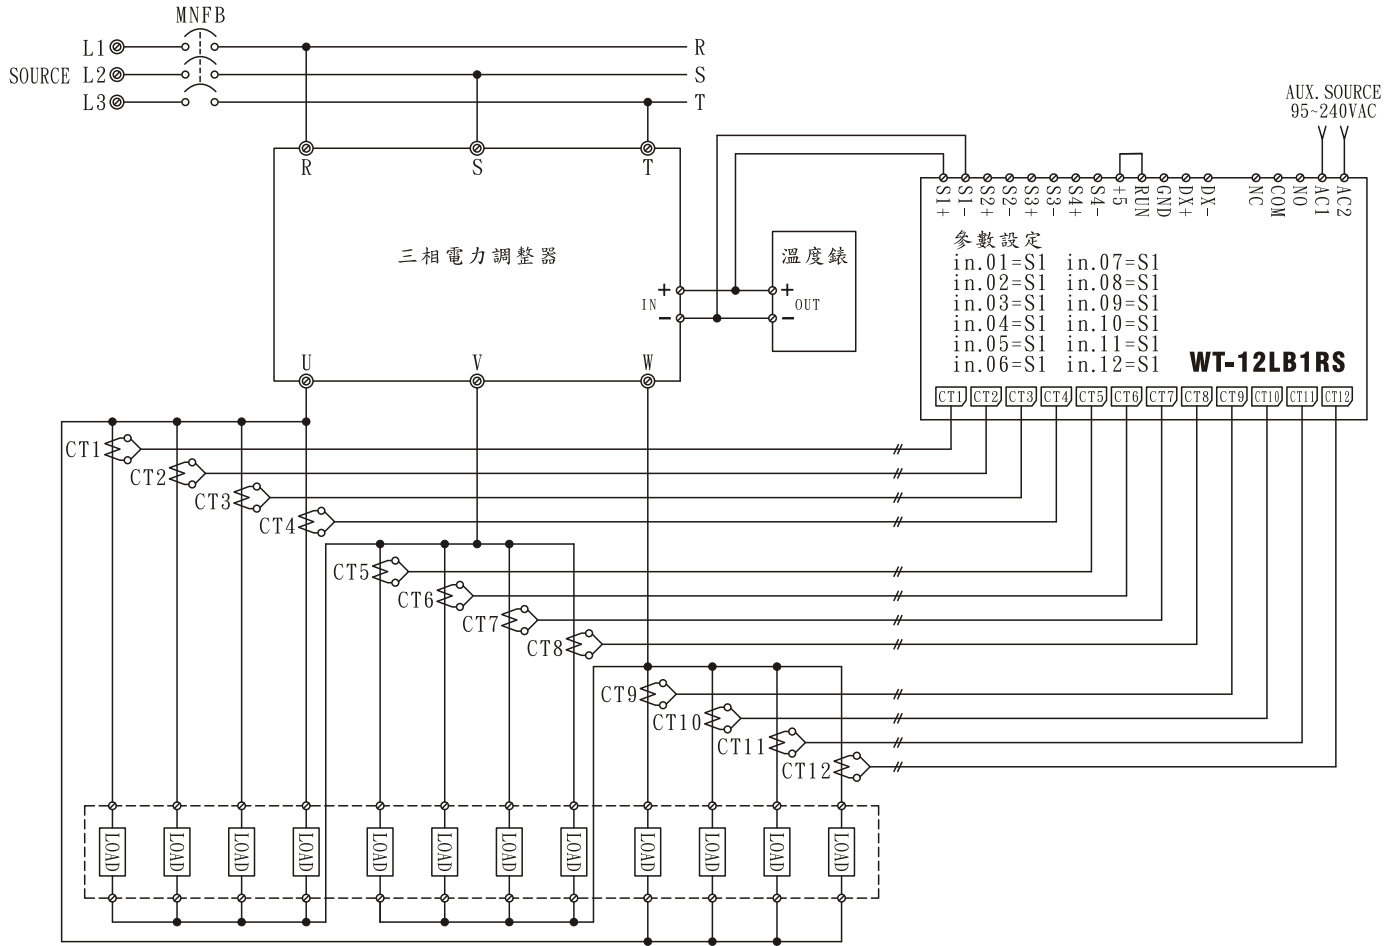 MNFB
L1
R
SOURCE L2
S
L3
T
AUX. SOURCE
95~240VAC
R
S
T
S1+
S1-
S2+
S2-
S3+
S3-
S4+
S4-
+5
RUN
GND
DX+
DX-
NC
COM
NO
AC1
AC2
三相電力調整器
溫度錶
+
IN
-
+
OUT
-
參數設定
in.01=S1 in.07=S1
in.02=S1 in.08=S1
in.03=S1 in.09=S1
in.04=S1 in.10=S1
in.05=S1 in.11=S1
in.06=S1 in.12=S1
WT-12LB1RS
U
V
W
CT1
CT2
CT3
CT4
CT5
CT6
CT7
CT8
CT9
CT10
CT11
CT12
CT1
CT2
CT3
CT4
CT5
CT6
CT7
CT8
CT9
CT10
CT11
CT12
LOAD
LOAD
LOAD
LOAD
LOAD
LOAD
LOAD
LOAD
LOAD
LOAD
LOAD
LOAD